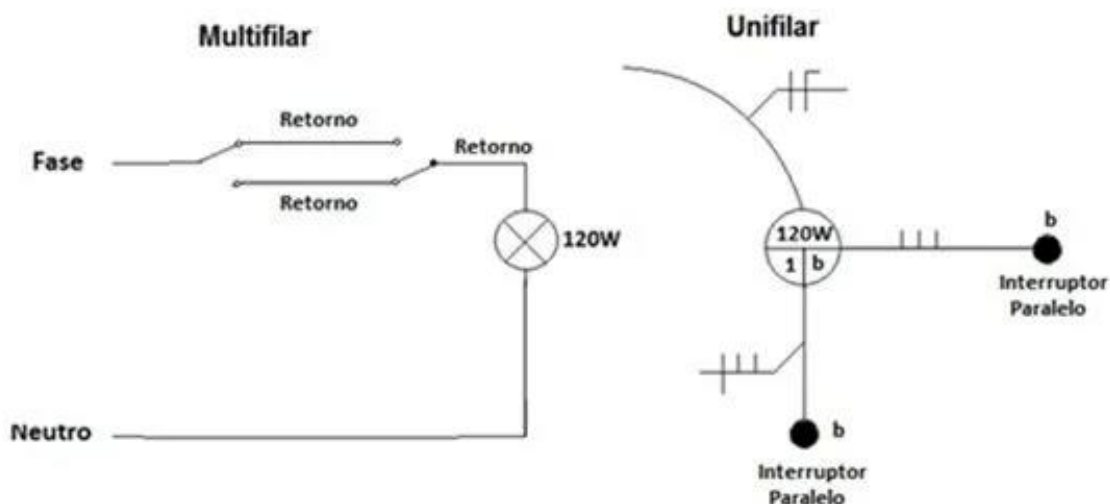 Multifilar
Unifilar
Retorno
Fase
Retorno
Retorno
120W
Neutro
120W
1 b
b
Interruptor
Paralelo
b
Interruptor
Paralelo